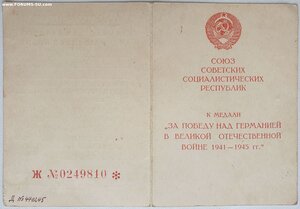 www.FORUMS-SU.com
СОЮЗ
СОВЕТСКИХ
СОЦИАЛИСТИЧЕСКИХ
РЕСПУБЛИК
К МЕДАЛИ
„ЗА ПОБЕДУ НАД ГЕРМАНИЕЙ
В ВЕЛИКОЙ ОТЕЧЕСТВЕННОЙ
ВОЙНЕ 1941—1945 гг."
Ж №0249810 ✻